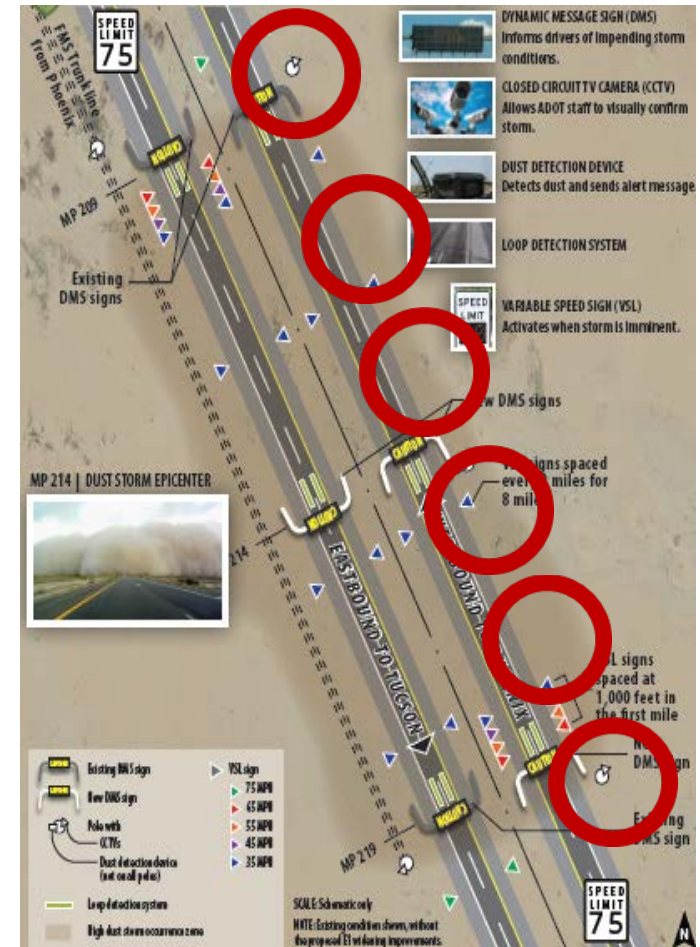 SPEED
LIMIT
75
FMS Trunk line
from Phoenix
DYNAMIC MESSAGE SIGN (DMS)
Informs drivers of impending storm
conditions.
CLOSED CIRCUIT TV CAMERA (CCTV)
Allows ADOT staff to visually confirm
storm.
DUST DETECTION DEVICE
Detects dust and sends alert message
LOOP DETECTION SYSTEM
SPEED
LIMIT
VARIABLE SPEED SIGN (VSL)
Activates when storm is imminent.
CAUTION
MP 209
Existing
DMS signs
DMS signs
CAUTION
signs spaced
miles for
MP 214 | DUST STORM EPICENTER
CAUTION
214
EASTBOUND TO TUCSON
signs
spaced at
1,000 feet in
the first mile
CAUTION
DMS sign
CAUTION
sign
MP 219
Existing DMS sign
New DMS sign
Pole with
CCTVs
Dust detection device
(not on all poles)
Loop detection system
High dust storm occurrence zone
VSL sign
75 MPH
65 MPH
55 MPH
45 MPH
35 MPH
SCALE: Schematic only
NOTE: Existing condition shown, without
the proposed E1 widening improvements.
SPEED
LIMIT
75
N